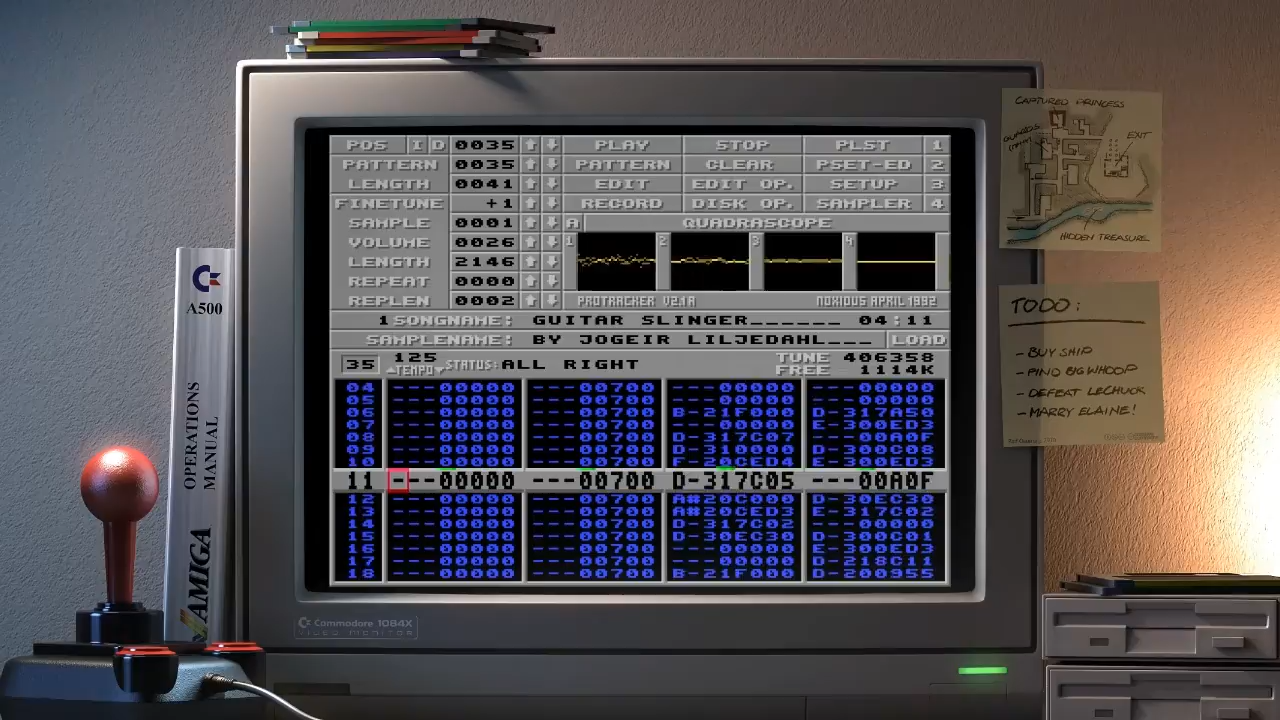 POS I D 0035 PLAY STOP PLST 1
PATTERN 0035 PATTERN CLEAR PSET-ED 2
LENGTH 0041 EDIT EDIT OP. SETUP 3
FINETUNE +1 RECORD DISK OP. SAMPLER 4
SAMPLE 0001 A QUADRASCOPE
VOLUME 0026 1 2 3 4
LENGTH 2146
REPEAT 0000
REPLEN 0002 PROTRACKER V2.1A NOXIOUS APRIL 1992
1 SONGNAME: GUITAR SLINGER______ 04:11
SAMPLENAME: BY JOGEIR LILJEDAHL___ LOAD
35 125 TEMPO STATUS: ALL RIGHT TUNE 406358
FREE 1114K
04 ---00000 ---00700 ---00000 ---00000
05 ---00000 ---00700 ---00000 ---00000
06 ---00000 ---00700 B-21F000 D-317A50
07 ---00000 ---00700 ---00000 E-300ED3
08 ---00000 ---00700 D-317C07 ---00A0F
09 ---00000 ---00700 D-310000 D-300C08
10 ---00000 ---00700 F-20CED4 E-300ED3
11 ---00000 ---00700 D-317C05 ---00A0F
12 ---00000 ---00700 A#20C000 D-30EC30
13 ---00000 ---00700 A#20CED3 E-317C02
14 ---00000 ---00700 D-317C02 ---00000
15 ---00000 ---00700 D-30EC30 D-300C01
16 ---00000 ---00700 ---00000 E-300ED3
17 ---00000 ---00700 ---00000 D-218C11
18 ---00000 ---00700 B-21F000 D-200955
Commodore 1084X
VIDEO MONITOR
A500
OPERATIONS
MANUAL
AMIGA
CAPTURED PRINCESS
GUARDS
EXIT
HIDDEN TREASURE
TODO:
- BUY SHIP
- FIND BIG WHOOP
- DEFEAT LECHUCK
- MARRY ELAINE!